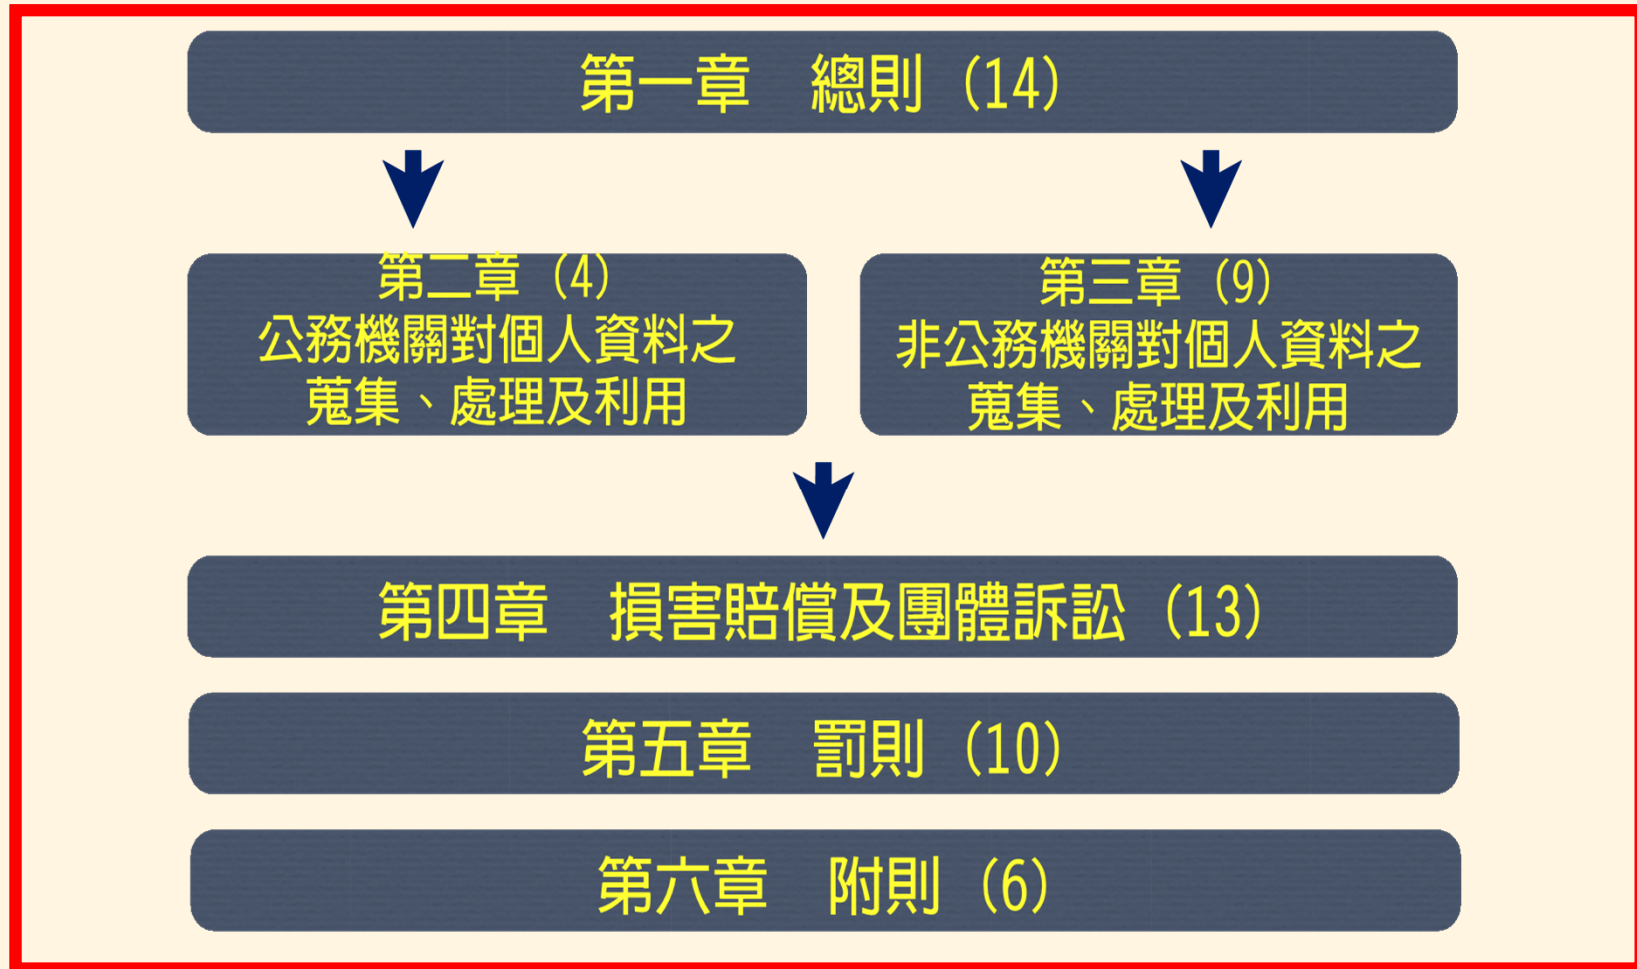 第一章　總則 (14)
第二章 (4)
公務機關對個人資料之
蒐集、處理及利用
第三章 (9)
非公務機關對個人資料之
蒐集、處理及利用
第四章　損害賠償及團體訴訟 (13)
第五章　罰則 (10)
第六章　附則 (6)